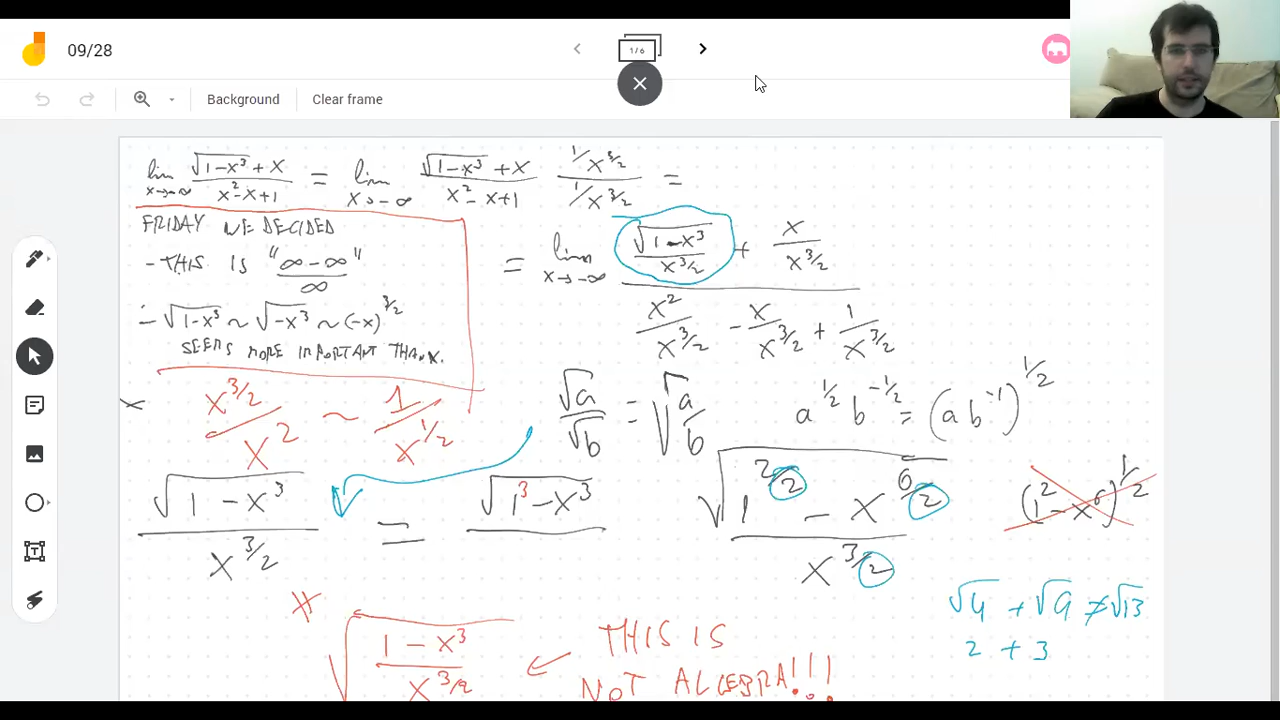 09/28
1/6
Background
Clear frame
lim x→-∞ (√(1-x³) + x)/(x²-x+1) = lim x→-∞ (√(1-x³) + x)/(x²-x+1) (1/x^(3/2))/(1/x^(3/2)) =
FRIDAY WE DECIDED
- THIS IS "∞-∞"/∞
- √(1-x³) ~ √(-x³) ~ (-x)^(3/2)
SEEMS MORE IMPORTANT THAN X.
= lim x→-∞ (√(1-x³)/x^(3/2) + x/x^(3/2))/(x²/x^(3/2) - x/x^(3/2) + 1/x^(3/2))
x^(3/2)/x² ~ 1/x^(1/2)
√a/√b = √(a/b)
a^(1/2) b^(-1/2) = (ab^(-1))^(1/2)
√(1-x³)/x^(3/2) = √(1³-x³)
√(1^(2/2) - x^(6/2))/x^(3/2)
(1²-x⁶)^(1/2)
√4 + √9 ≠ √13
2 + 3
√((1-x³)/x^(3/2)) ← THIS IS
NOT ALGEBRA!!!